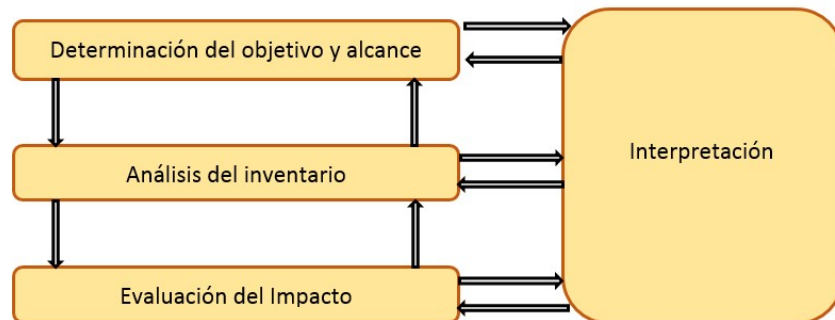 Determinación del objetivo y alcance
Análisis del inventario
Evaluación del Impacto
Interpretación